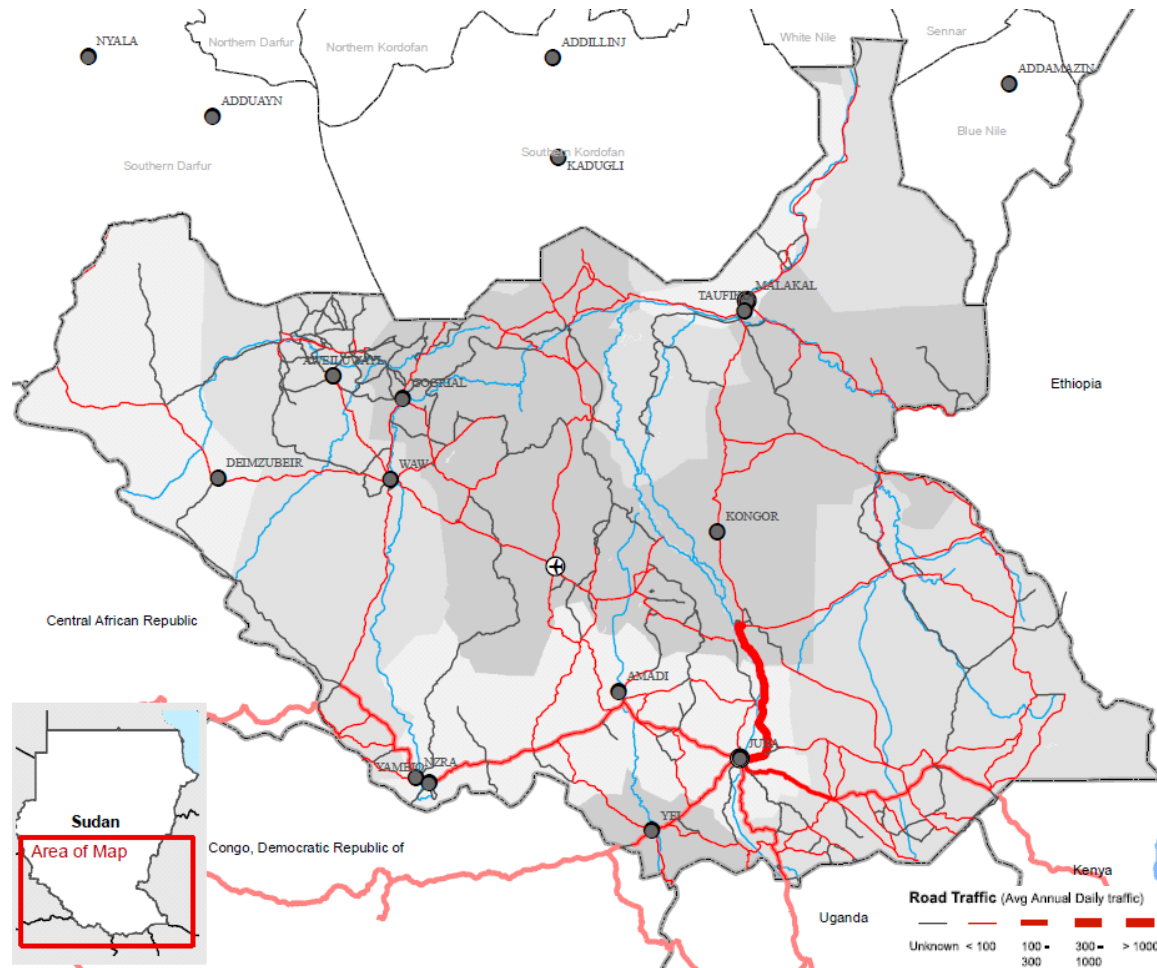 NYALA
Northern Darfur
Northern Kordofan
ADDILLINJ
White Nile
Sennar
ADDAMAZIN
ADDUAYN
Blue Nile
Southern Darfur
Southern Kordofan
KADUGLI
MALAKAL
Ethiopia
GOGRIAL
DEIMZUBEIR
WAW
KONGOR
Central African Republic
AMADI
JUBA
YAMBIO
NZRA
Sudan
YEI
Area of Map
Congo, Democratic Republic of
Kenya
Uganda
Road Traffic (Avg Annual Daily traffic)
Unknown
< 100
100 –
300
300 –
1000
> 1000